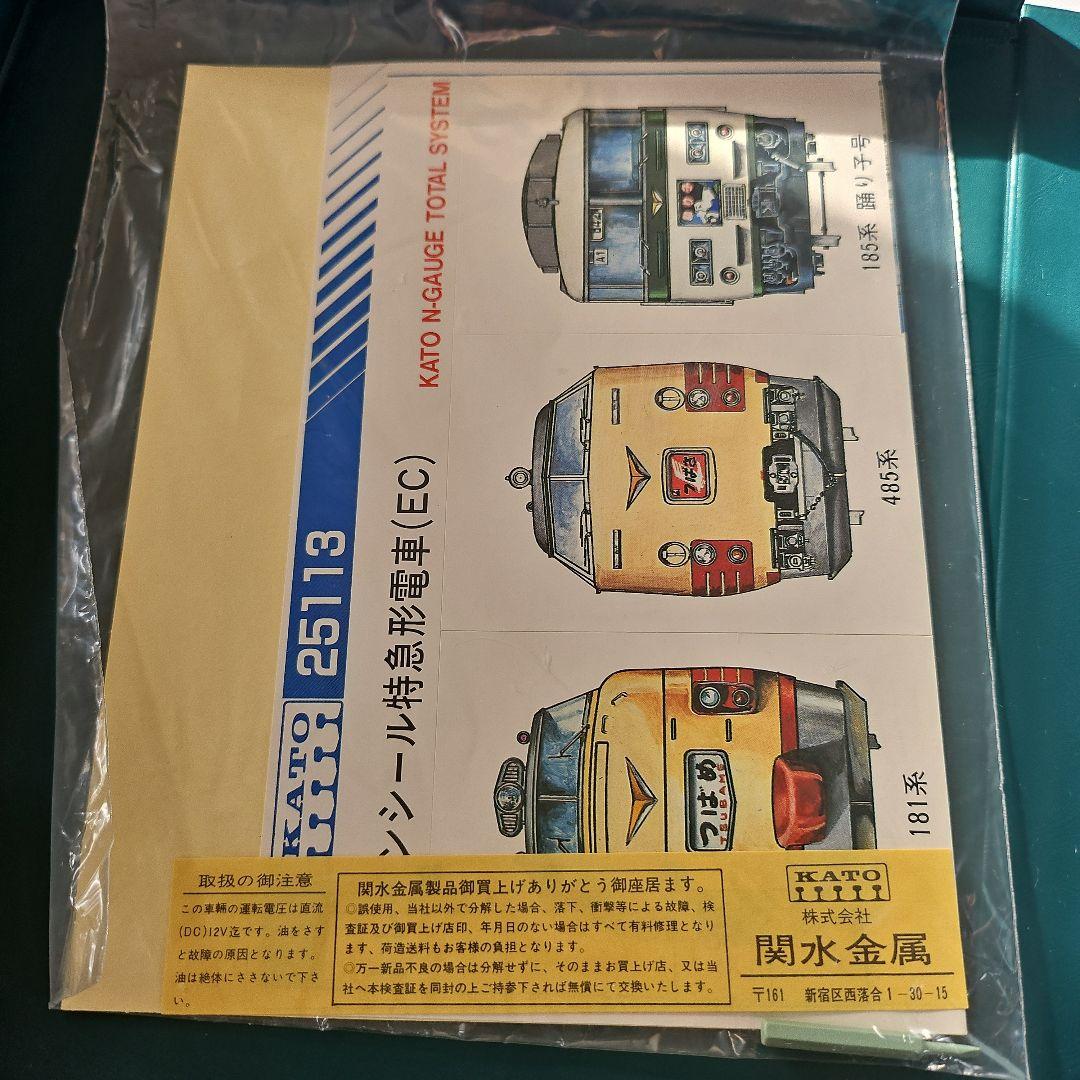 KATO 25113
ンシール特急形電車(EC)
KATO N-GAUGE TOTAL SYSTEM
185系 踊り子号
A1
485系
つばさ
181系
つばめ
TSUBAME
取扱の御注意
この車輛の運転電圧は直流
(DC)12V迄です。油をさす
と故障の原因となります。
油は絶体にささないで下さ
い。
関水金属製品御買上げありがとう御座居ます。
◎誤使用、当社以外で分解した場合、落下、衝撃等による故障、検
査証及び御買上げ店印、年月日のない場合はすべて有料修理となり
ます、荷造送料もお客様の負担となります。
◎万一新品不良の場合は分解せずに、そのままお買上げ店、又は当
社へ本検査証を同封の上ご持参下されば無償にて交換いたします。
KATO
株式会社
関水金属
〒161 新宿区西落合1-30-15